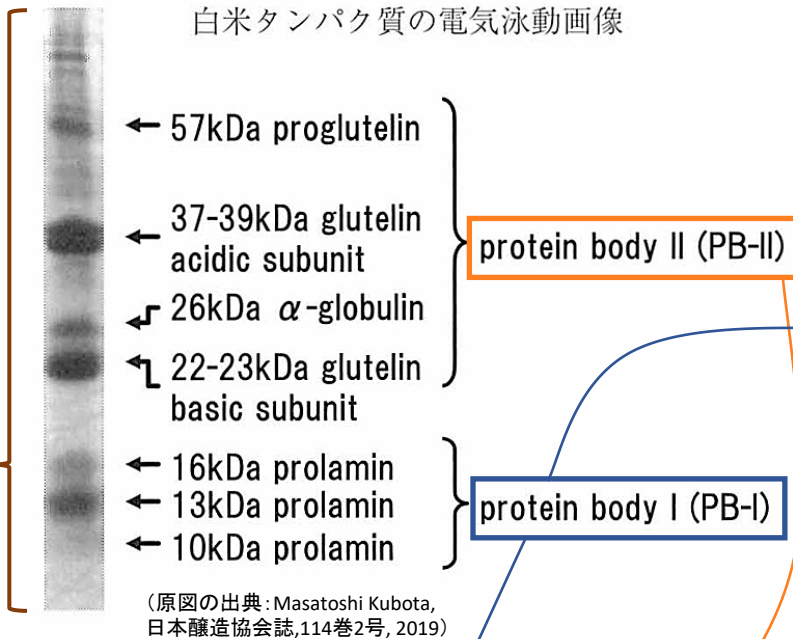 白米タンパク質の電気泳動画像
57kDa proglutelin
37-39kDa glutelin
acidic subunit
protein body II (PB-II)
26kDa α-globulin
22-23kDa glutelin
basic subunit
16kDa prolamin
13kDa prolamin
protein body I (PB-I)
10kDa prolamin
(原図の出典:Masatoshi Kubota,
日本醸造協会誌,114巻2号, 2019)